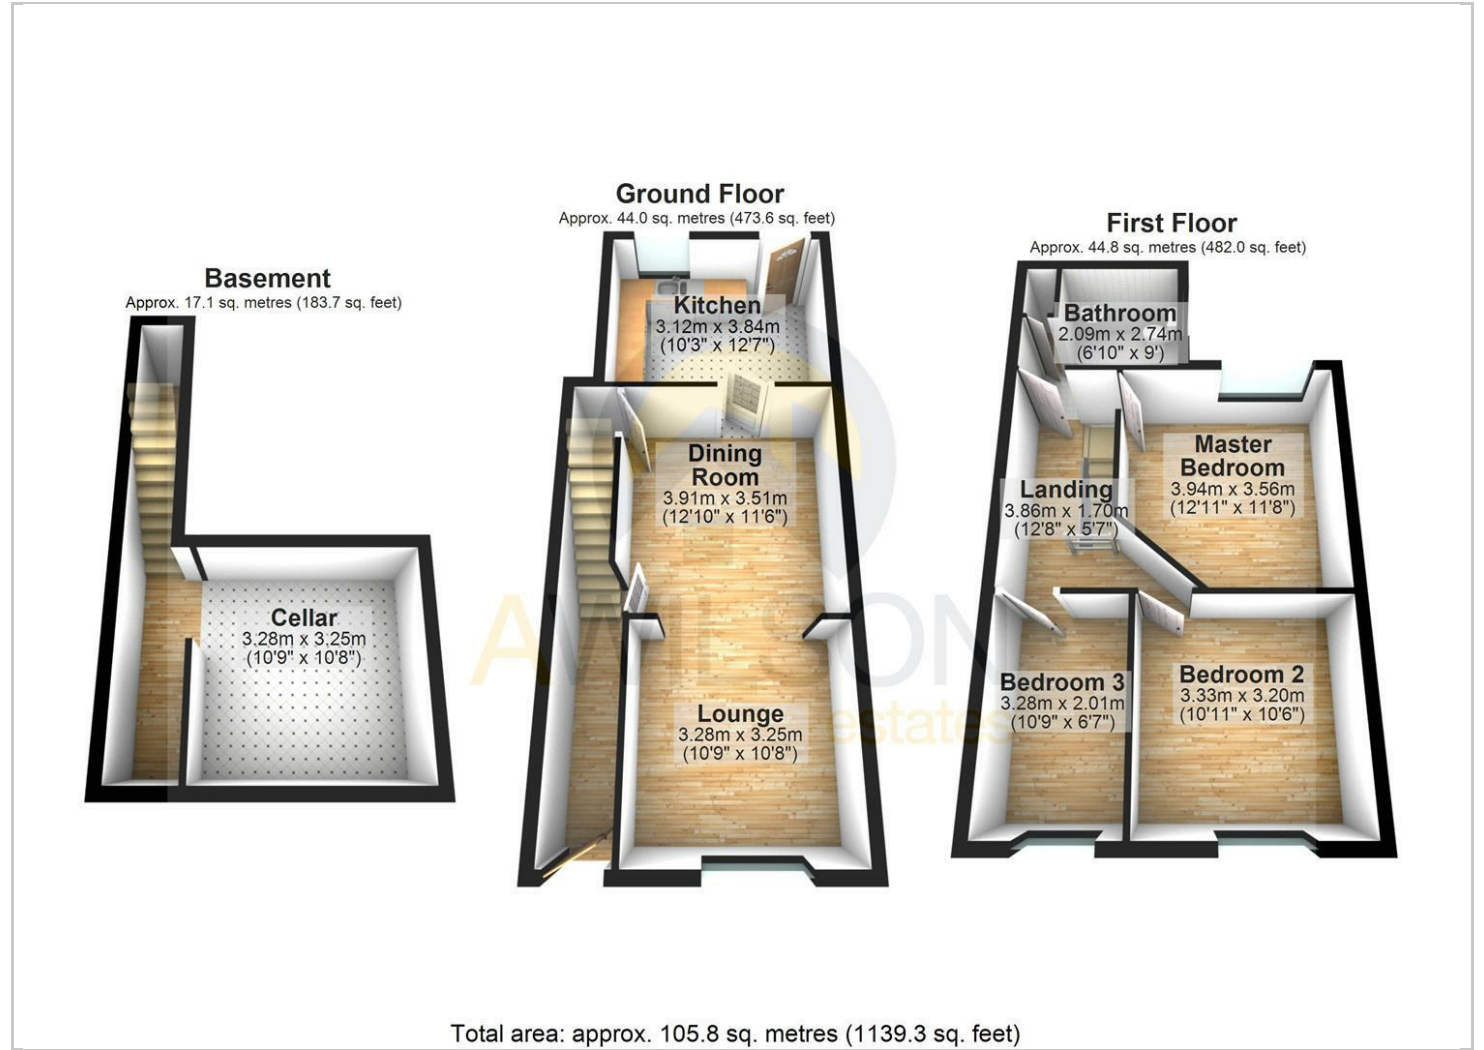 Basement
Approx. 17.1 sq. metres (183.7 sq. feet)
Cellar
3.28m x 3.25m
(10'9" x 10'8")
Ground Floor
Approx. 44.0 sq. metres (473.6 sq. feet)
Kitchen
3.12m x 3.84m
(10'3" x 12'7")
Dining
Room
3.91m x 3.51m
(12'10" x 11'6")
Lounge
3.28m x 3.25m
(10'9" x 10'8")
First Floor
Approx. 44.8 sq. metres (482.0 sq. feet)
Bathroom
2.09m x 2.74m
(6'10" x 9')
Master
Bedroom
3.94m x 3.56m
(12'11" x 11'8")
Landing
3.86m x 1.70m
(12'8" x 5'7")
Bedroom 3
3.28m x 2.01m
(10'9" x 6'7")
Bedroom 2
3.33m x 3.20m
(10'11" x 10'6")
AWILSON
estates
Total area: approx. 105.8 sq. metres (1139.3 sq. feet)